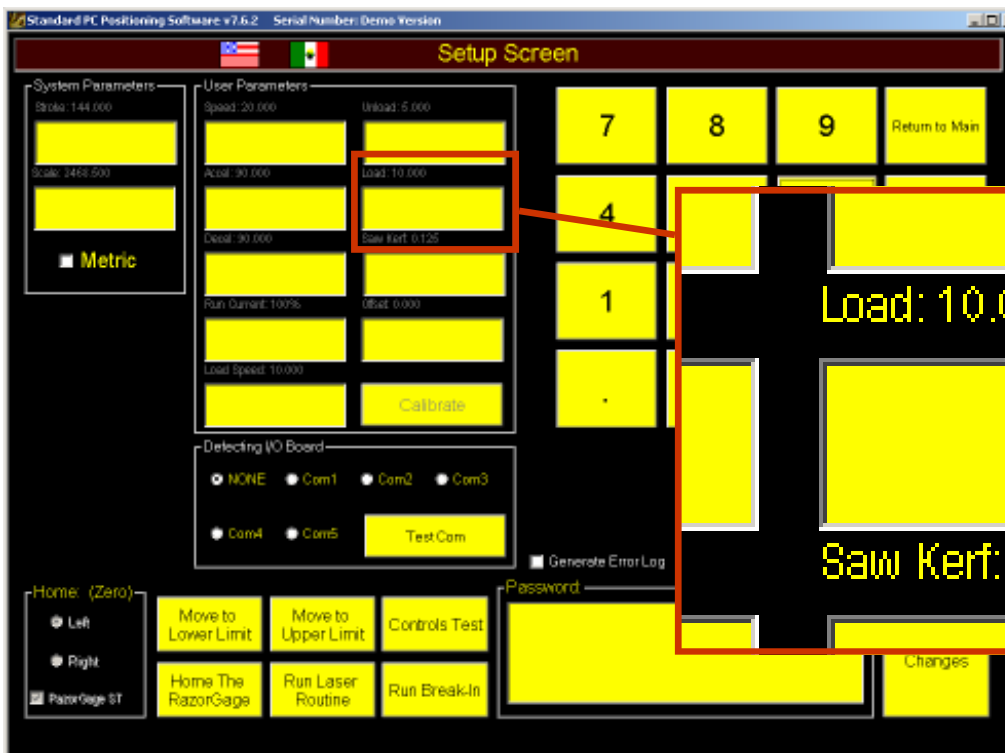 Standard PC Positioning Software v7.6.2 Serial Number: Demo Version
Setup Screen
System Parameters
Stroke: 144.000
Scale: 3468.500
Metric
User Parameters
Speed: 20.000
Unload: 5.000
Accel: 90.000
Load: 10.000
Decel: 90.000
Saw Kerf: 0.125
Run Current: 100%
Offset: 0.000
Load Speed: 10.000
Calibrate
7
8
9
Return to Main
4
1
.
Load: 10.0
Saw Kerf:
Detecting I/O Board
NONE
Com1
Com2
Com3
Com4
Com5
Test Com
Generate Error Log
Home: (Zero)
Left
Right
RazorGage ST
Move to
Lower Limit
Move to
Upper Limit
Controls Test
Home The
RazorGage
Run Laser
Routine
Run Break-In
Password
Changes